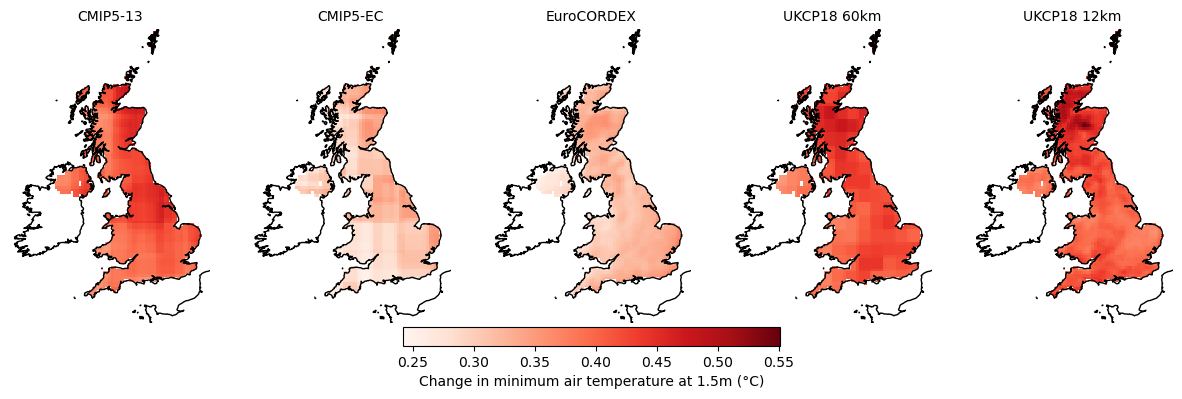 CMIP5-13 CMIP5-EC EuroCORDEX UKCP18 60km UKCP18 12km
0.25 0.30 0.35 0.40 0.45 0.50 0.55
Change in minimum air temperature at 1.5m (°C)